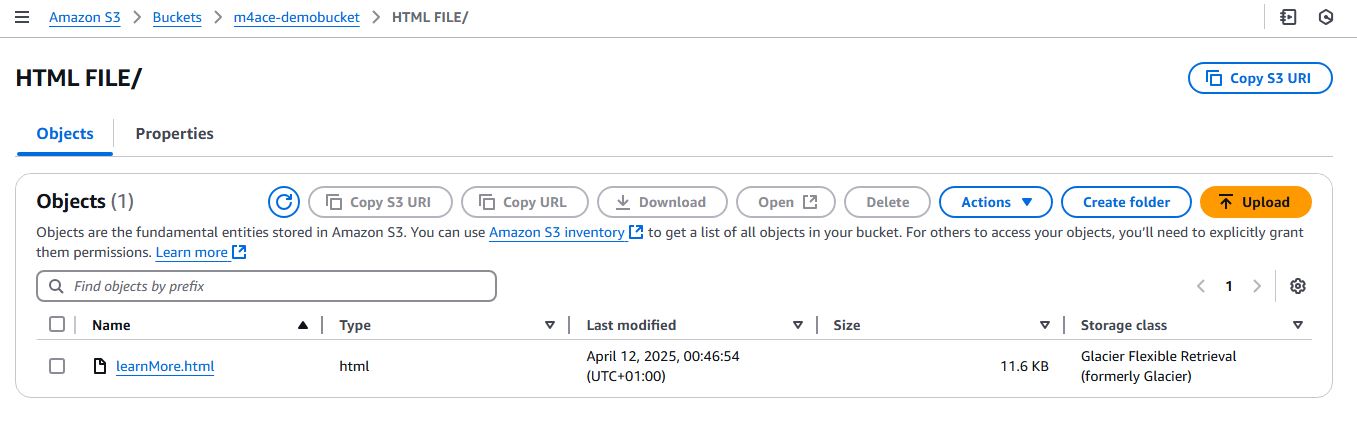 Amazon S3 > Buckets > m4ace-demobucket > HTML FILE/
HTML FILE/
Copy S3 URI
Objects Properties
Objects (1) Copy S3 URI Copy URL Download Open Delete Actions Create folder Upload
Objects are the fundamental entities stored in Amazon S3. You can use Amazon S3 inventory to get a list of all objects in your bucket. For others to access your objects, you’ll need to explicitly grant
them permissions. Learn more
Find objects by prefix
1
Name Type Last modified Size Storage class
learnMore.html html April 12, 2025, 00:46:54 11.6 KB Glacier Flexible Retrieval
(UTC+01:00) (formerly Glacier)